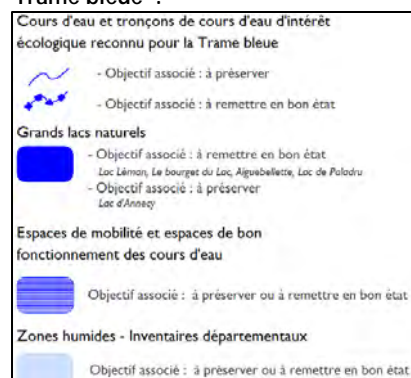 Trame bleue :
Cours d'eau et tronçons de cours d'eau d'intérêt
écologique reconnu pour la Trame bleue
- Objectif associé : à préserver
- Objectif associé : à remettre en bon état
Grands lacs naturels
- Objectif associé : à remettre en bon état
Lac Léman, Le bourget du Lac, Aiguebelette, Lac de Paladru
- Objectif associé : à préserver
Lac d'Annecy
Espaces de mobilité et espaces de bon
fonctionnement des cours d'eau
Objectif associé : à préserver ou à remettre en bon état
Zones humides - Inventaires départementaux
Objectif associé : à préserver ou à remettre en bon état